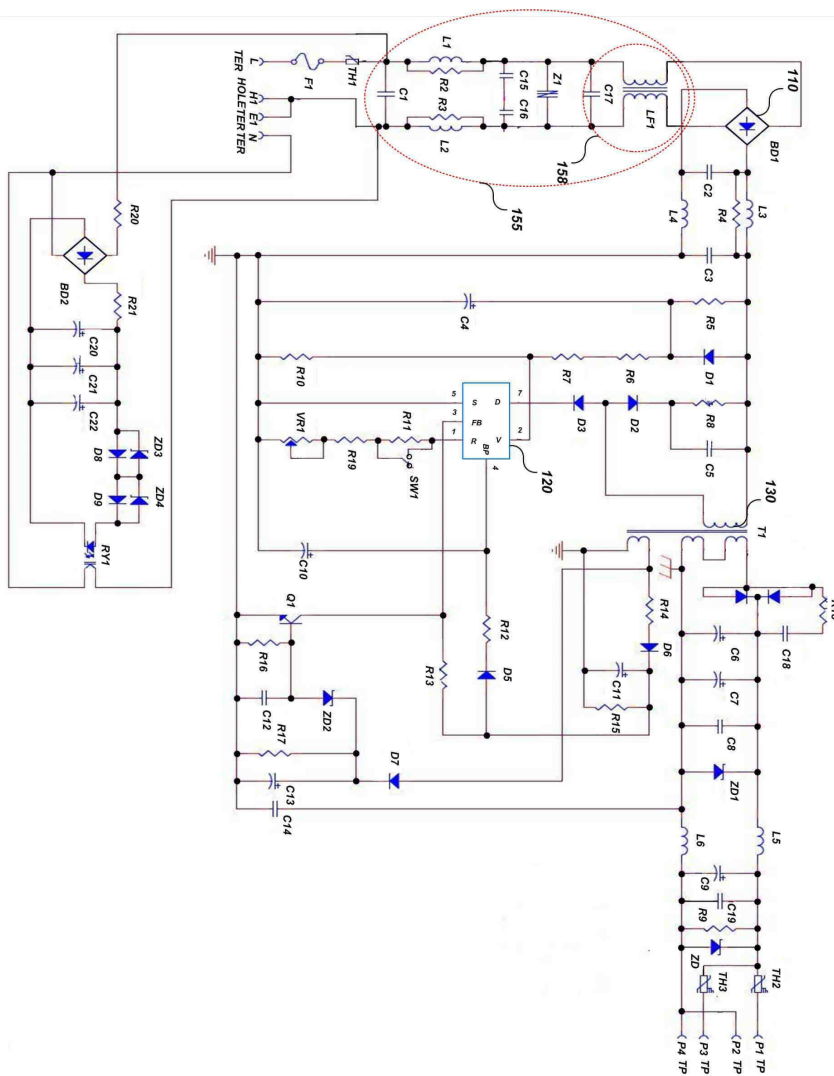 TER L
HOLE H1
TER E1
TER N
F1
TH1
C1
L1
R2
R3
L2
C15
C16
Z1
C17
LF1
110
BD1
158
155
C2
R4
L3
L4
C3
R20
BD2
R21
C20
C21
C22
D8
ZD3
D9
ZD4
RY1
C4
R5
R10
R7
R6
D1
5
S
D
7
3
FB
1
R
V
2
BP
4
120
D3
D2
R8
C5
VR1
R19
R11
SW1
130
T1
C10
Q1
R16
R12
R14
D6
R13
D5
C11
R15
C12
ZD2
R17
D7
C13
C14
C6
C18
C7
C8
ZD1
L6
L5
C9
C19
R9
ZD
TH3
TH2
P4 TP
P3 TP
P2 TP
P1 TP